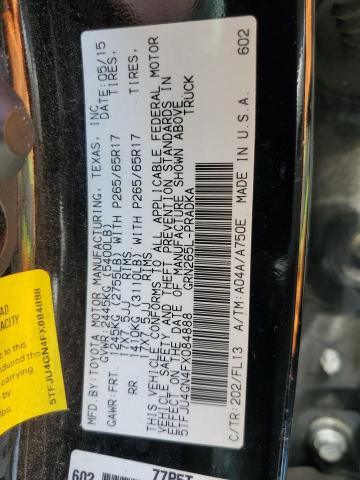 MFD. BY:TOYOTA MOTOR MANUFACTURING, TEXAS, INC.
DATE:05/15
GVWR:2445KG (5400LB)
GAWR:FRT. 1245KG (2755LB) WITH P265/65R17 TIRES,
17X7.5J RIMS
RR. 1410KG (3110LB) WITH P265/65R17 TIRES,
17X7.5J RIMS
THIS VEHICLE CONFORMS TO ALL APPLICABLE FEDERAL MOTOR
VEHICLE SAFETY AND THEFT PREVENTION STANDARDS IN
EFFECT ON THE DATE OF MANUFACTURE SHOWN ABOVE.
5TFJU4GN4FX084888 TRUCK
GRN265L-PRADKA
C/TR:202/FL13 A/TM:A04A/A750E MADE IN U.S.A.
602
5TFJU4GN4FX084888
602